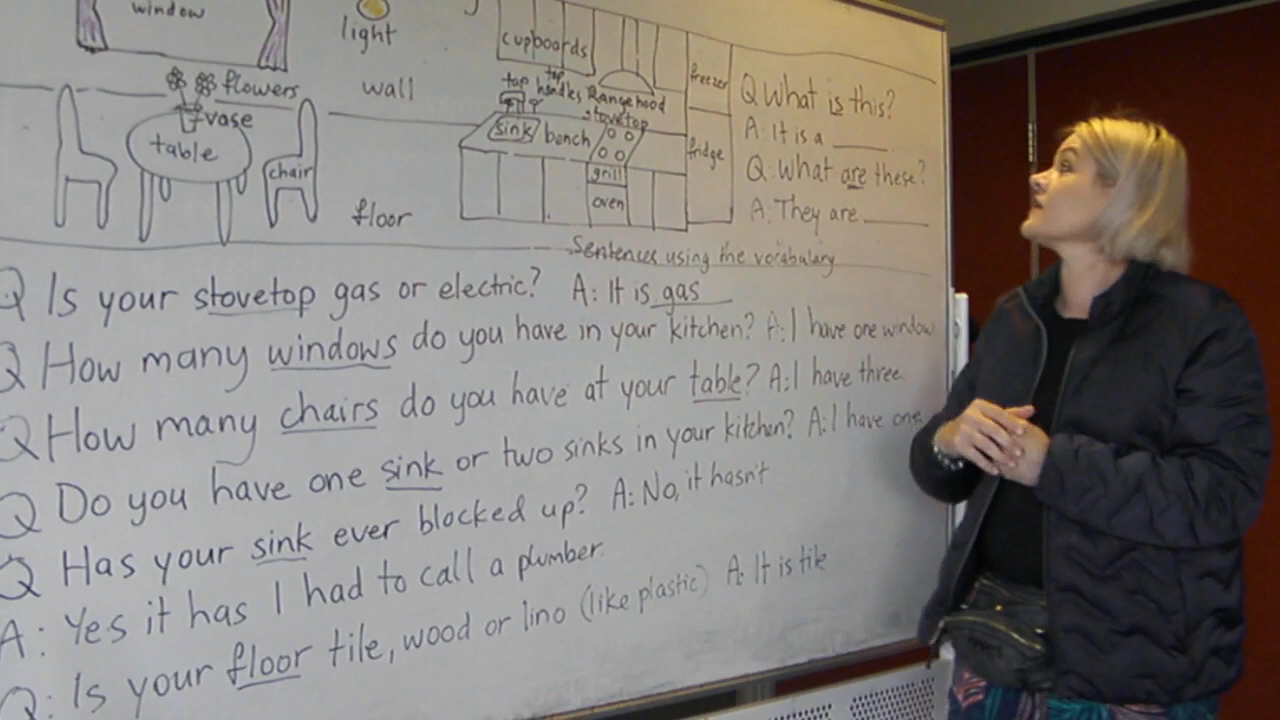 window
light
cupboards
freezer
flowers
wall
tap
tap handles
Rangehood
vase
stovetop
table
sink
bench
chair
grill
fridge
oven
floor
Q What is this?
A: It is a
Q: What are these?
A: They are
Sentences using the vocabulary
Q Is your stovetop gas or electric? A: It is gas
Q How many windows do you have in your kitchen? A: I have one window
Q How many chairs do you have at your table? A: I have three.
Q Do you have one sink or two sinks in your kitchen? A: I have one
Q Has your sink ever blocked up? A: No, it hasn't
A: Yes it has I had to call a plumber.
Q: Is your floor tile, wood or lino (like plastic) A: It is tile